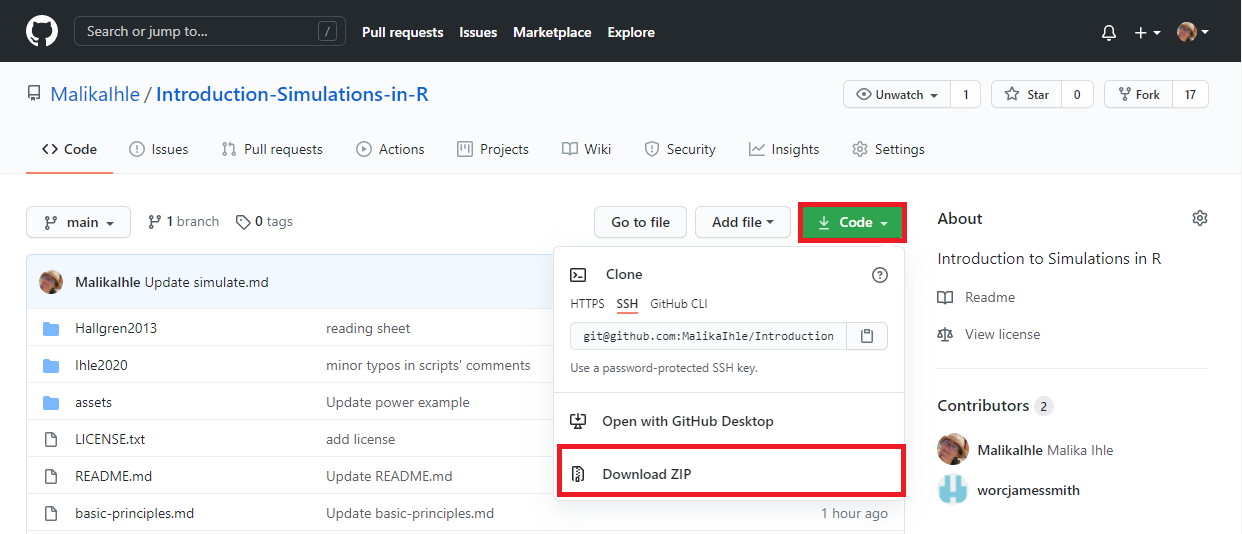 Search or jump to... /
Pull requests Issues Marketplace Explore
MalikaIhle / Introduction-Simulations-in-R
Unwatch 1 Star 0 Fork 17
Code Issues Pull requests Actions Projects Wiki Security Insights Settings
main 1 branch 0 tags
Go to file Add file Code
MalikaIhle Update simulate.md
Hallgren2013 reading sheet
Ihle2020 minor typos in scripts' comments
assets Update power example
LICENSE.txt add license
README.md Update README.md
basic-principles.md Update basic-principles.md 1 hour ago
Clone
HTTPS SSH GitHub CLI
git@github.com:MalikaIhle/Introduction
Use a password-protected SSH key.
Open with GitHub Desktop
Download ZIP
About
Introduction to Simulations in R
Readme
View license
Contributors 2
MalikaIhle Malika Ihle
worcjamessmith